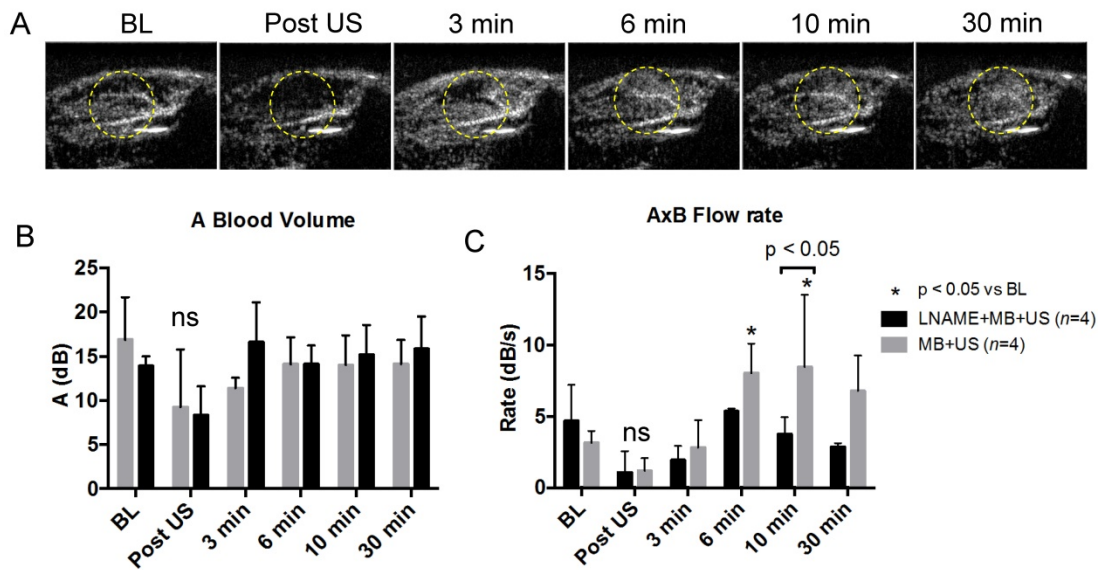 A
BL
Post US
3 min
6 min
10 min
30 min
B
A Blood Volume
A (dB)
25
20
15
10
5
0
ns
BL
Post US
3 min
6 min
10 min
30 min
C
AxB Flow rate
Rate (dB/s)
15
10
5
0
ns
*
p < 0.05
*
BL
Post US
3 min
6 min
10 min
30 min
* p < 0.05 vs BL
LNAME+MB+US (n=4)
MB+US (n=4)